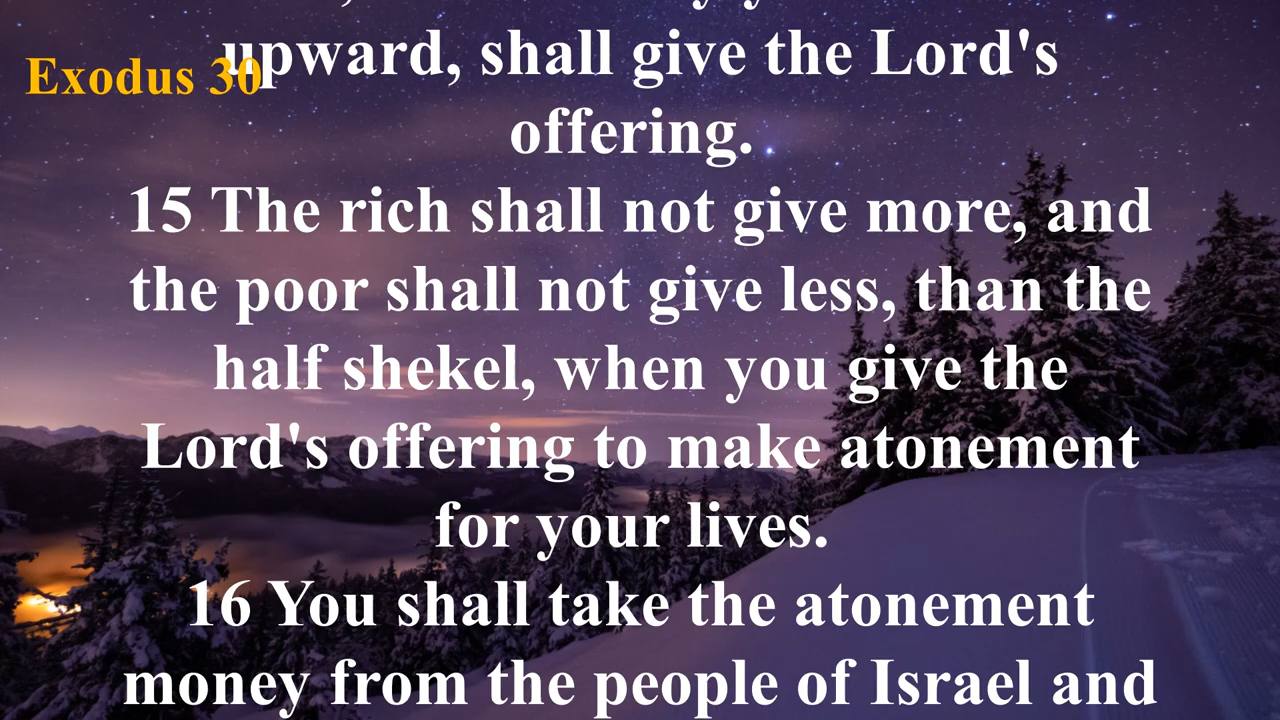 Exodus 30
upward, shall give the Lord's
offering.
15 The rich shall not give more, and
the poor shall not give less, than the
half shekel, when you give the
Lord's offering to make atonement
for your lives.
16 You shall take the atonement
money from the people of Israel and